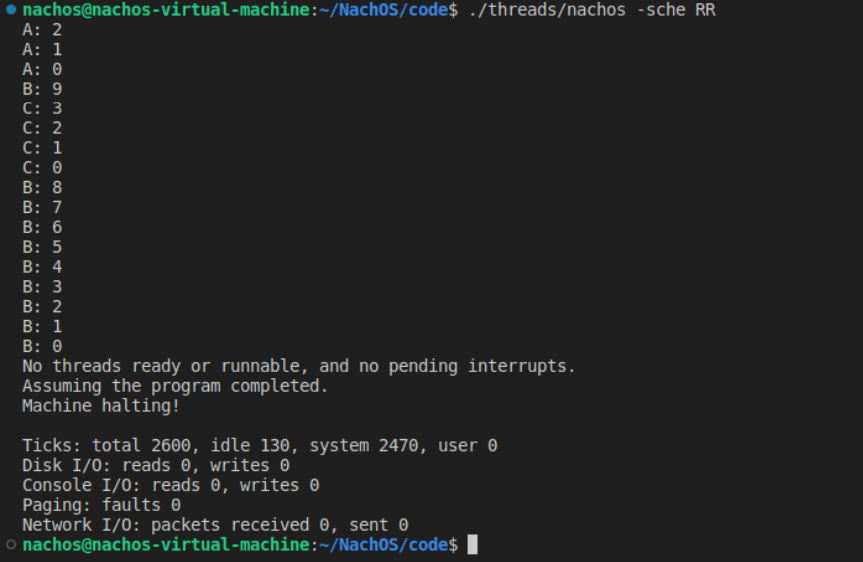 nachos@nachos-virtual-machine:~/NachOS/code$ ./threads/nachos -sche RR
A: 2
A: 1
A: 0
B: 9
C: 3
C: 2
C: 1
C: 0
B: 8
B: 7
B: 6
B: 5
B: 4
B: 3
B: 2
B: 1
B: 0
No threads ready or runnable, and no pending interrupts.
Assuming the program completed.
Machine halting!

Ticks: total 2600, idle 130, system 2470, user 0
Disk I/O: reads 0, writes 0
Console I/O: reads 0, writes 0
Paging: faults 0
Network I/O: packets received 0, sent 0
nachos@nachos-virtual-machine:~/NachOS/code$